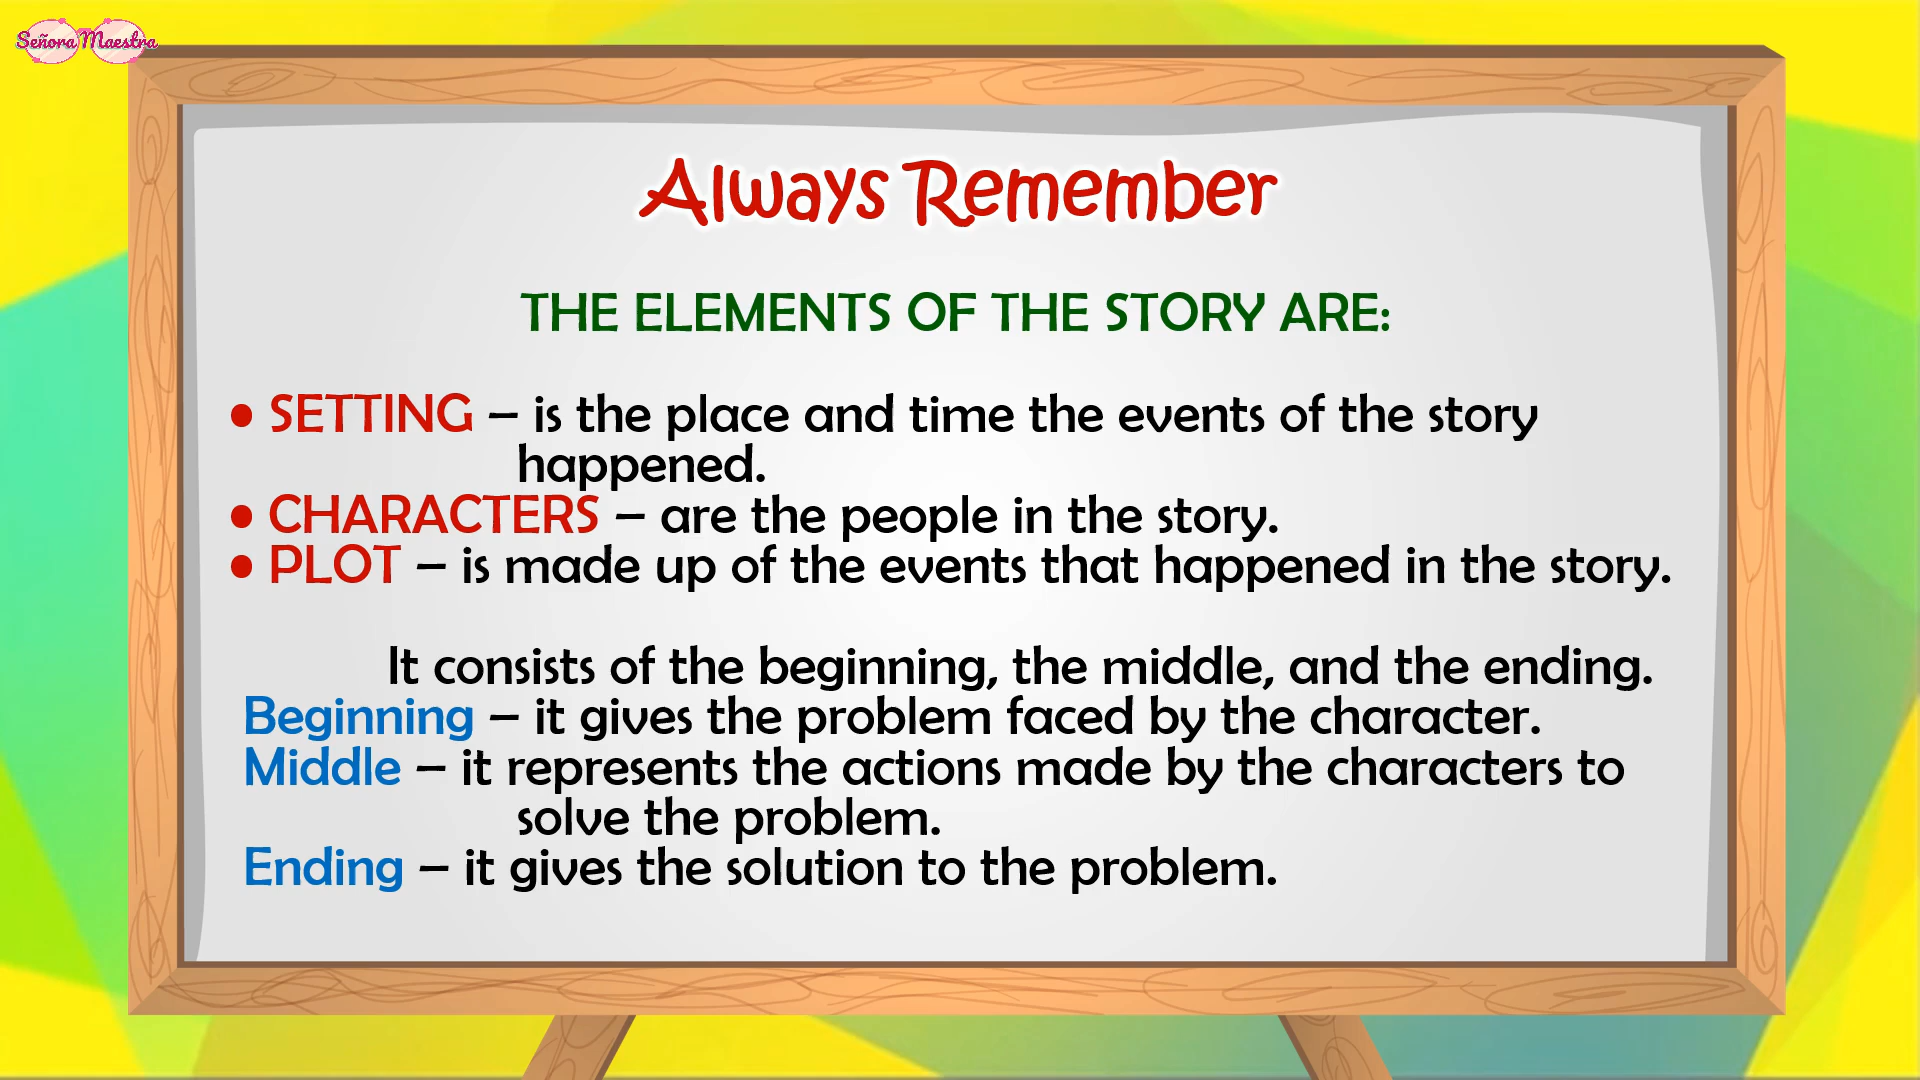 Señora Maestra
Always Remember
THE ELEMENTS OF THE STORY ARE:
• SETTING – is the place and time the events of the story
happened.
• CHARACTERS – are the people in the story.
• PLOT – is made up of the events that happened in the story.
It consists of the beginning, the middle, and the ending.
Beginning – it gives the problem faced by the character.
Middle – it represents the actions made by the characters to
solve the problem.
Ending – it gives the solution to the problem.